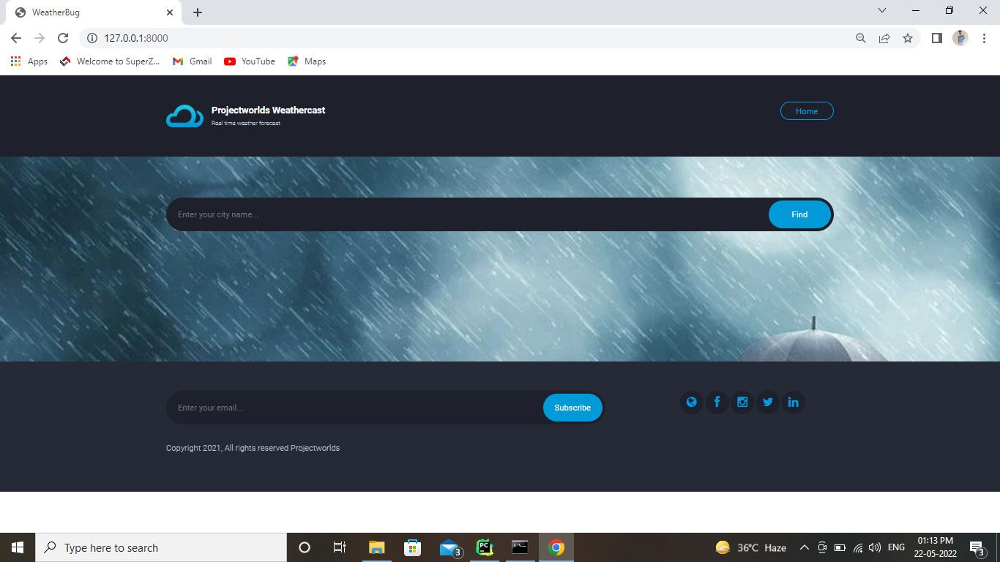 WeatherBug
127.0.0.1:8000
Apps Welcome to SuperZ... Gmail YouTube Maps
Projectworlds Weathercast
Real time weather forecast
Home
Enter your city name...
Find
Enter your email...
Subscribe
Copyright 2021, All rights reserved Projectworlds
Type here to search
3
PC
C:\.
36°C Haze
ENG
01:13 PM
22-05-2022
3